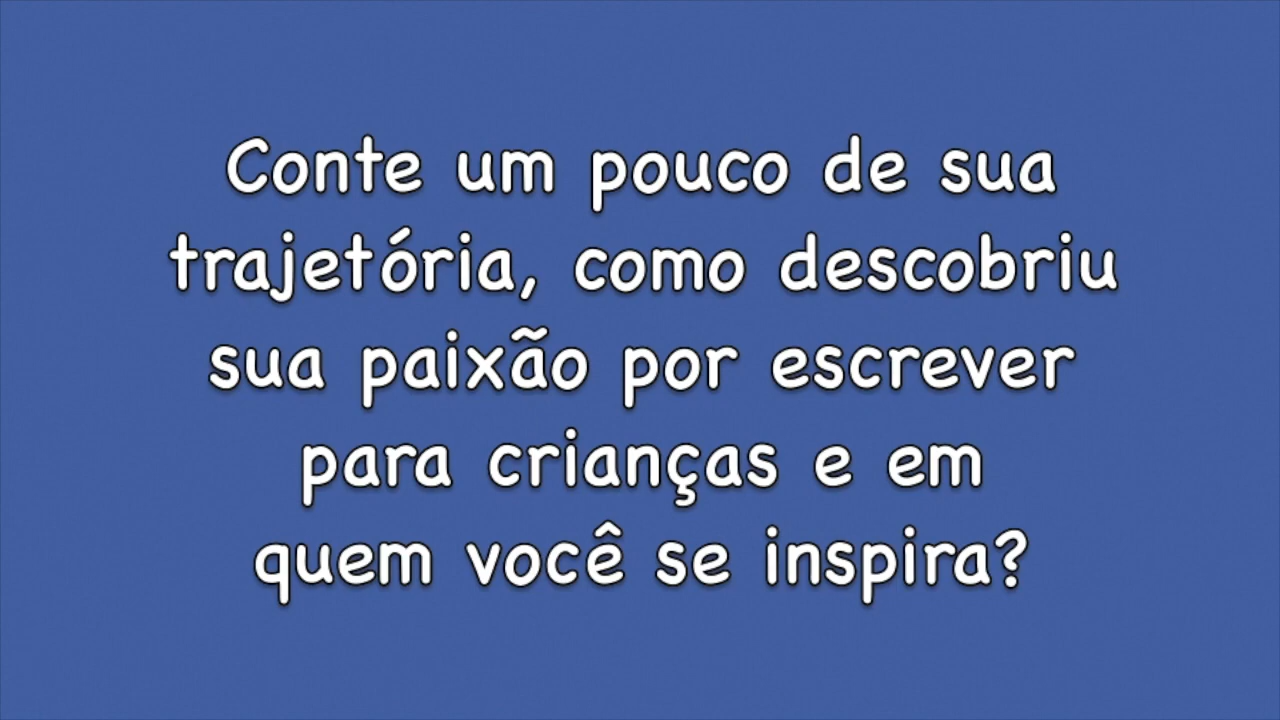 Conte um pouco de sua
trajetória, como descobriu
sua paixão por escrever
para crianças e em
quem você se inspira?